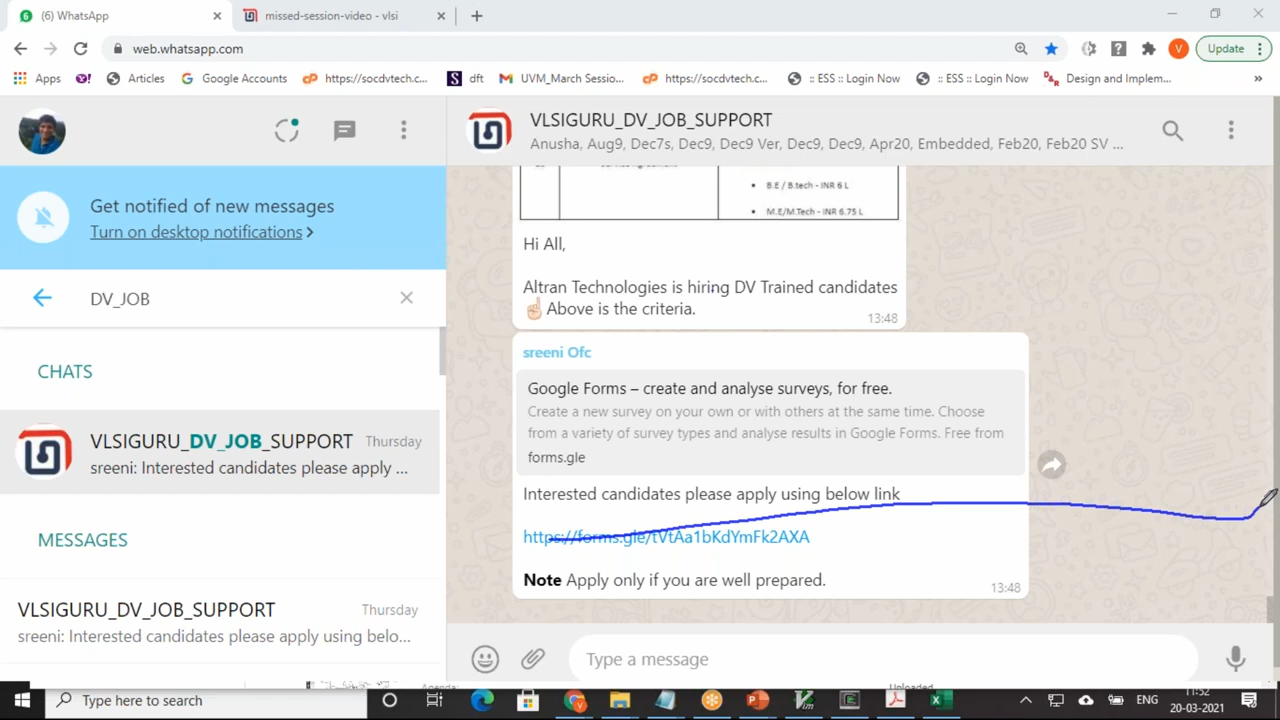 (6) WhatsApp
missed-session-video - vlsi
web.whatsapp.com
Update
Apps
Articles
Google Accounts
https://socdvtech.c...
dft
UVM_March Sessio...
https://socdvtech.c...
:: ESS :: Login Now
:: ESS :: Login Now
Design and Implem...
»
Get notified of new messages
Turn on desktop notifications >
DV_JOB
CHATS
VLSIGURU_DV_JOB_SUPPORT Thursday
sreeni: Interested candidates please apply ...
MESSAGES
VLSIGURU_DV_JOB_SUPPORT Thursday
sreeni: Interested candidates please apply using belo...
VLSIGURU_DV_JOB_SUPPORT
Anusha, Aug9, Dec7s, Dec9, Dec9 Ver, Dec9, Dec9, Apr20, Embedded, Feb20, Feb20 SV ...
• B.E / B.tech - INR 6 L
• M.E/M.Tech - INR 6.75 L
Hi All,
Altran Technologies is hiring DV Trained candidates
☝🏻Above is the criteria.
13:48
sreeni Ofc
Google Forms – create and analyse surveys, for free.
Create a new survey on your own or with others at the same time. Choose
from a variety of survey types and analyse results in Google Forms. Free from
forms.gle
Interested candidates please apply using below link
https://forms.gle/tVtAa1bKdYmFk2AXA
Note Apply only if you are well prepared.
13:48
Type a message
Type here to search
ENG
11:52
20-03-2021